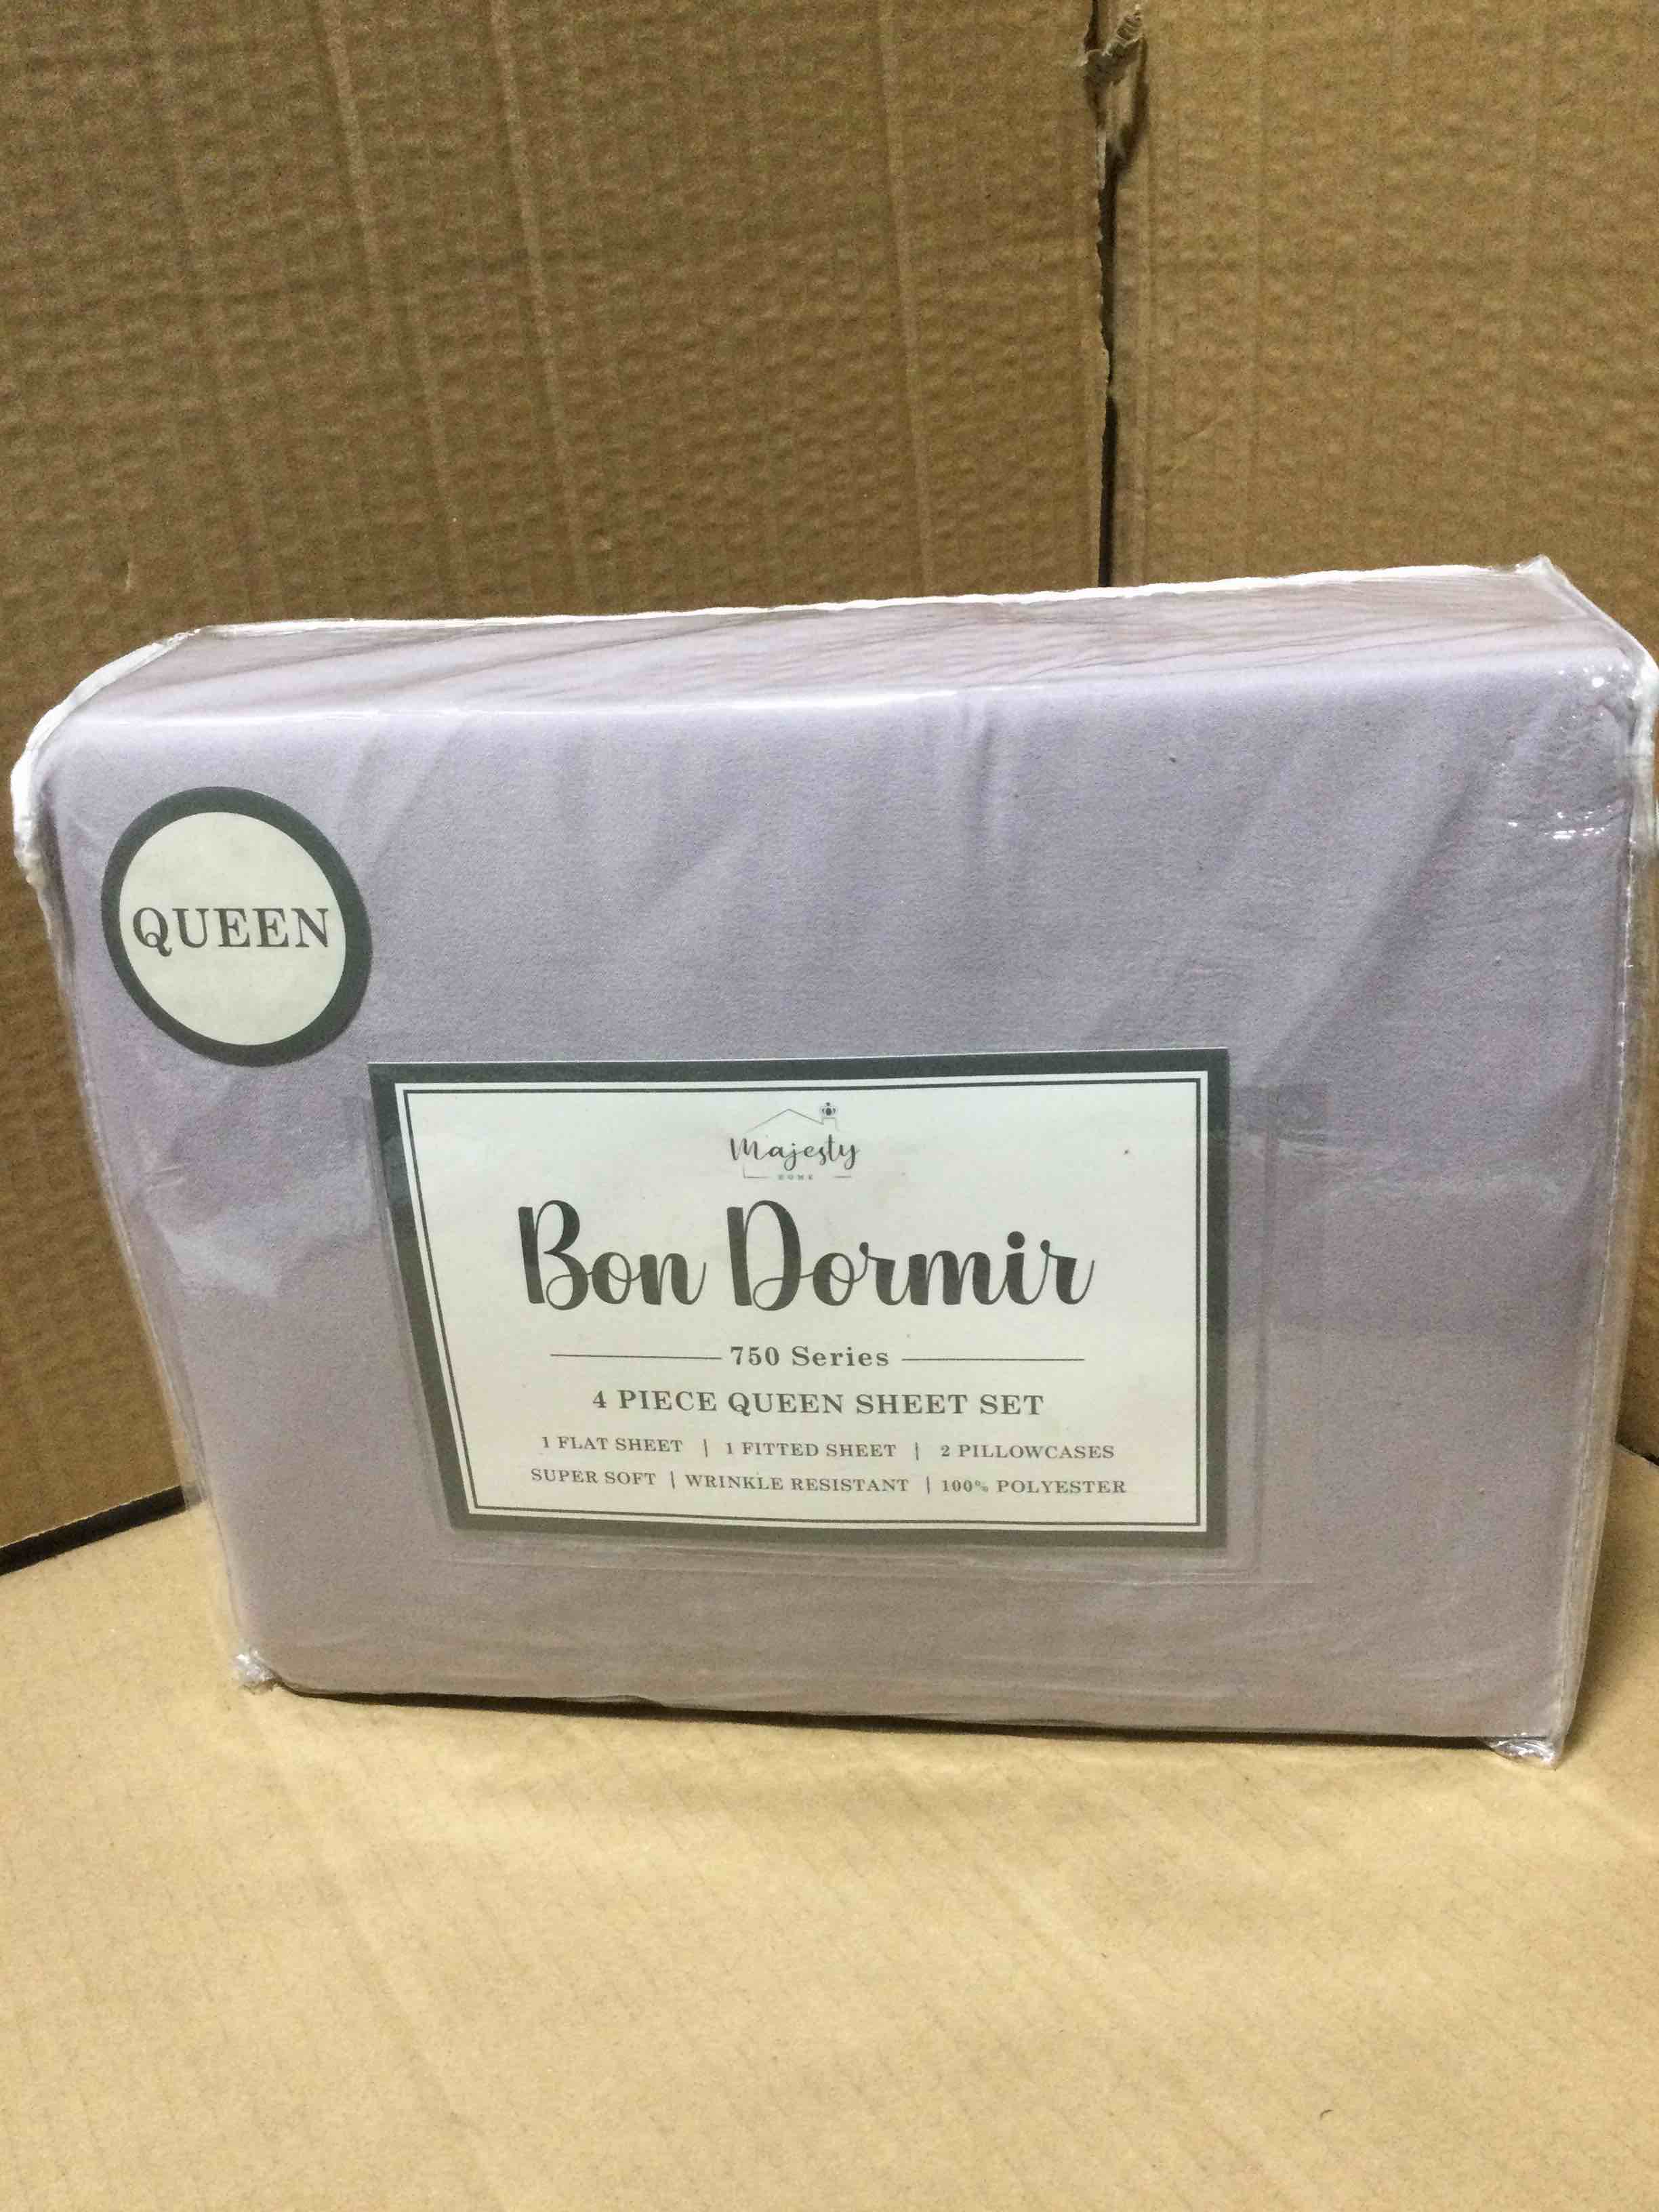 QUEEN
Majesty
HOME
Bon Dormir
750 Series
4 PIECE QUEEN SHEET SET
1 FLAT SHEET | 1 FITTED SHEET | 2 PILLOWCASES
SUPER SOFT | WRINKLE RESISTANT | 100% POLYESTER